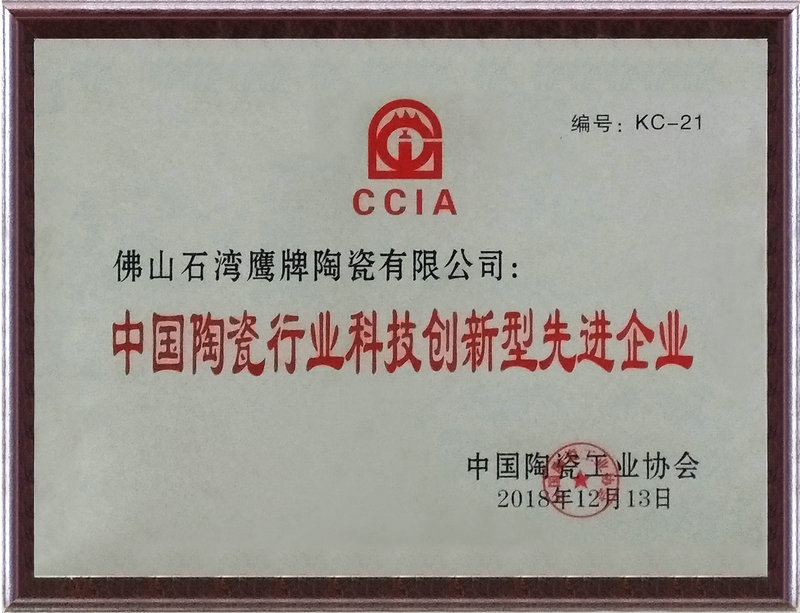 编号：KC-21
CCIA
佛山石湾鹰牌陶瓷有限公司：
中国陶瓷行业科技创新型先进企业
中国陶瓷工业协会
2018年12月13日